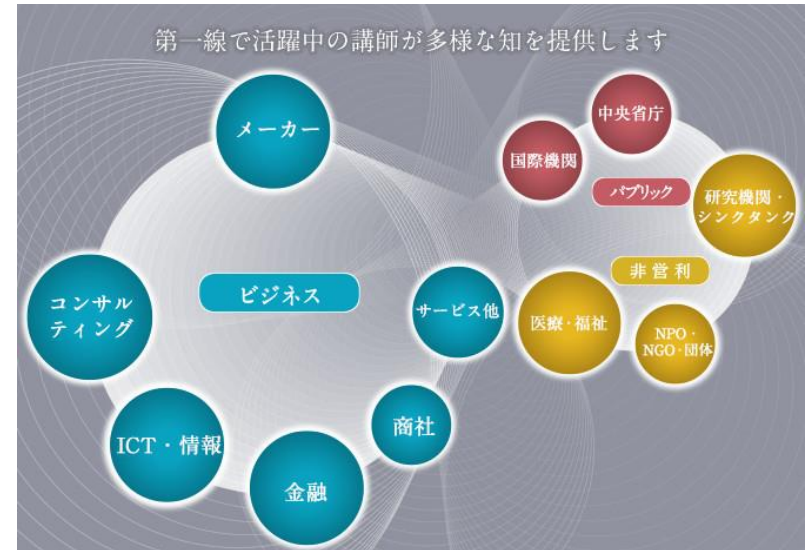 第一線で活躍中の講師が多様な知を提供します
メーカー
ビジネス
コンサル
ティング
サービス他
商社
ICT・情報
金融
中央省庁
国際機関
パブリック
研究機関・
シンクタンク
非営利
医療・福祉
NPO・
NGO・団体